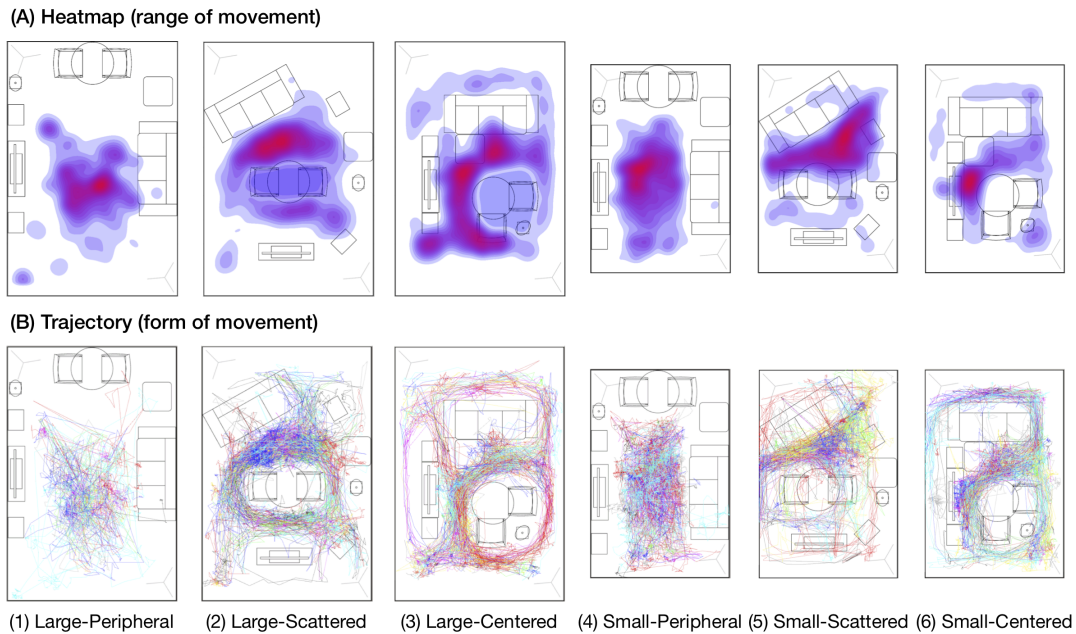 (A) Heatmap (range of movement)
(B) Trajectory (form of movement)
(1) Large-Peripheral (2) Large-Scattered (3) Large-Centered (4) Small-Peripheral (5) Small-Scattered (6) Small-Centered